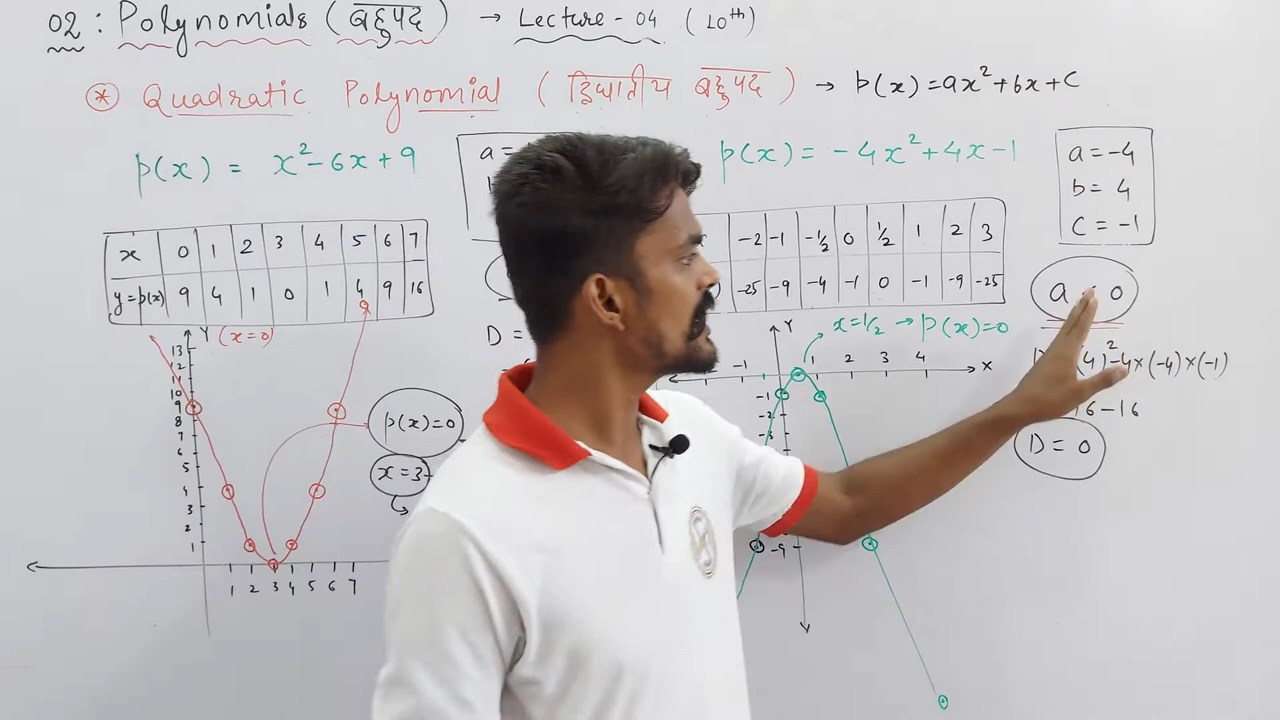 02 : Polynomials ( बहुपद ) → Lecture - 04 ( 10th )
* Quadratic Polynomial ( द्विघातीय बहुपद ) → p(x) = ax²+bx+c
p(x) = x²-6x+9
x 0 1 2 3 4 5 6 7
y=p(x) 9 4 1 0 1 4 9 16
Y (x=0)
13
12
11
10
9
8
7
6
5
4
3
2
1
1 2 3 4 5 6 7
p(x)=0
x=3
a =
D =
p(x) = -4x²+4x-1
-2 -1 -1/2 0 1/2 1 2 3
-25 -9 -4 -1 0 -1 -9 -25
Y x=1/2 → p(x)=0
-1 1 2 3 4 X
-1
-2
-3
-9
a = -4
b = 4
c = -1
a 0
(4)²-4×(-4)×(-1)
16-16
D = 0